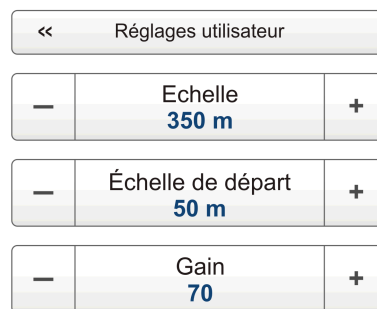 « Réglages utilisateur
Echelle
− 350 m +
Échelle de départ
− 50 m +
Gain
− 70 +